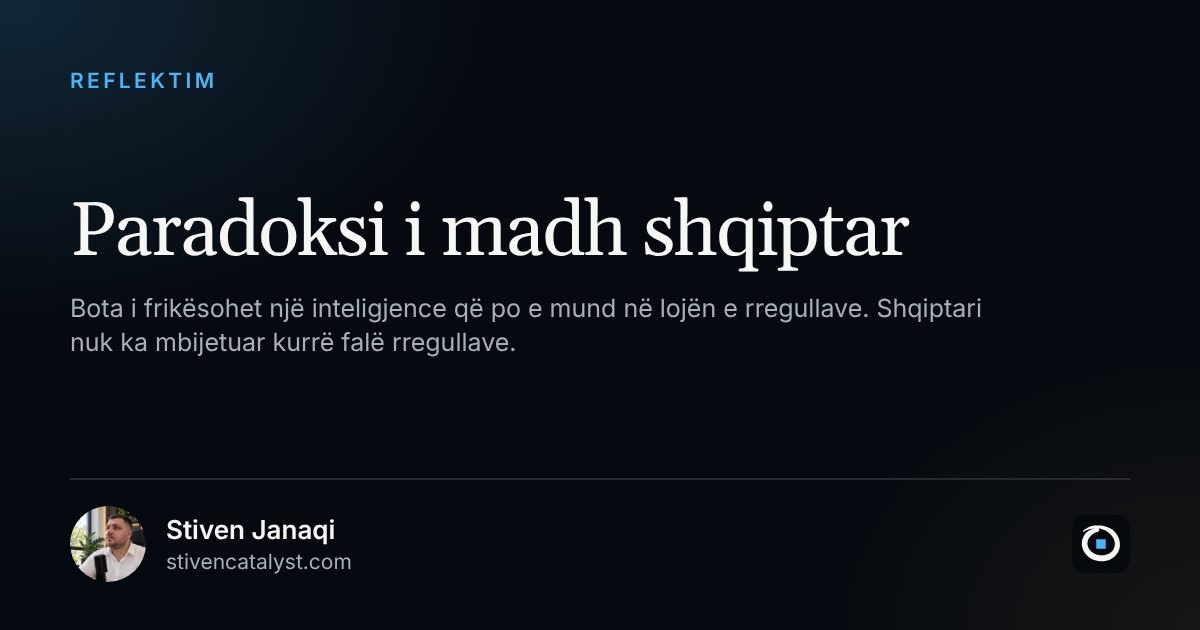 REFLEKTIM
Paradoksi i madh shqiptar
Bota i frikësohet një inteligjence që po e mund në lojën e rregullave. Shqiptari
nuk ka mbijetuar kurrë falë rregullave.
Stiven Janaqi
stivencatalyst.com